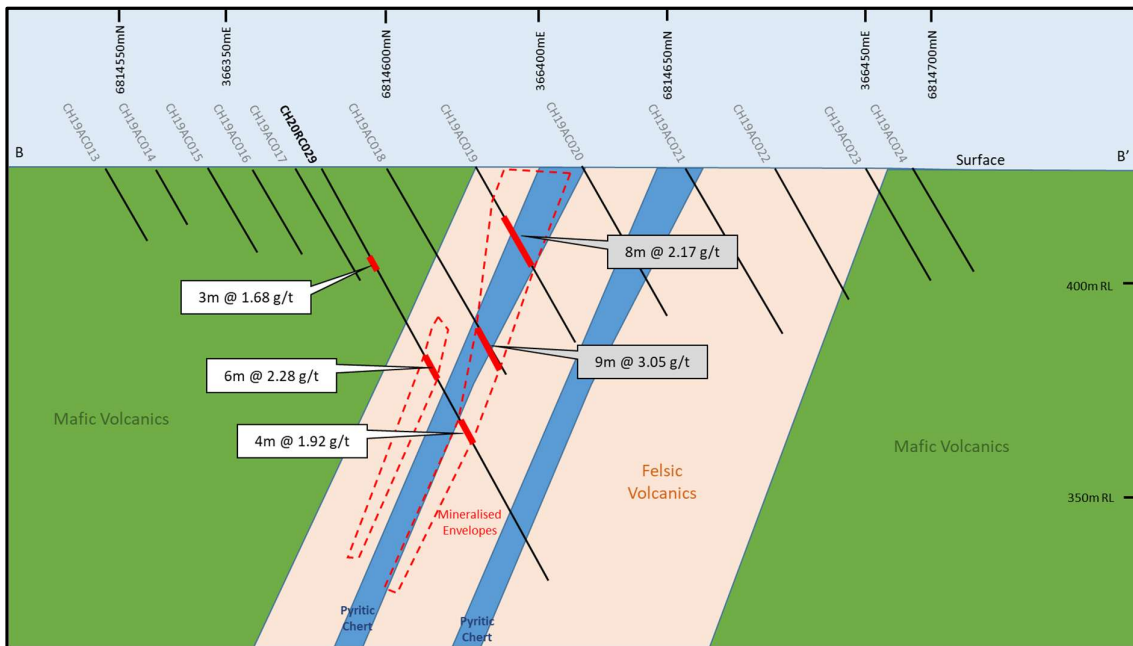 6814550mN
366350mE
6814600mN
366400mE
6814650mN
366450mE
6814700mN
CH19AC013
CH19AC014
CH19AC015
CH19AC016
CH19AC017
CH20RC029
CH19AC018
CH19AC019
CH19AC020
CH19AC021
CH19AC022
CH19AC023
CH19AC024
B
Surface
B'
8m @ 2.17 g/t
400m RL
3m @ 1.68 g/t
9m @ 3.05 g/t
6m @ 2.28 g/t
Mafic Volcanics
4m @ 1.92 g/t
Mafic Volcanics
Felsic
Volcanics
350m RL
Mineralised
Envelopes
Pyritic
Chert
Pyritic
Chert